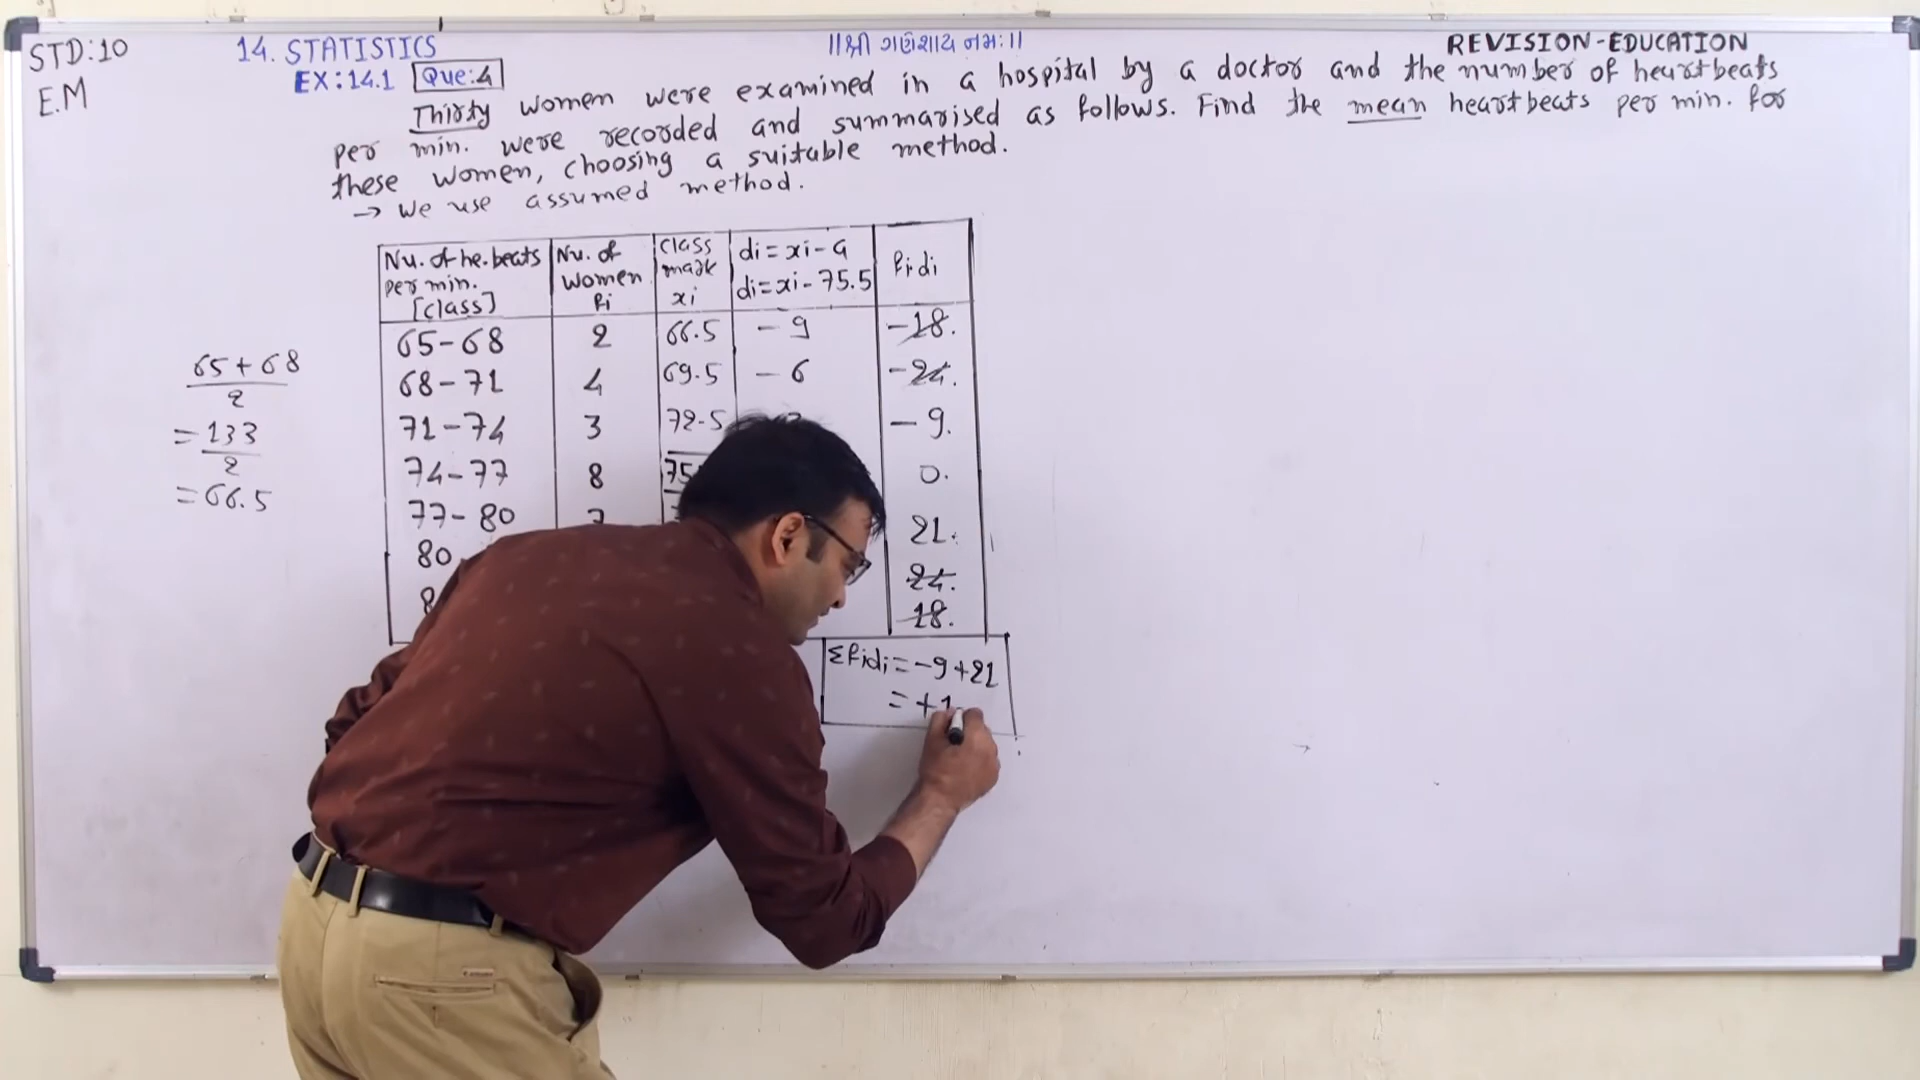 STD:10
E.M
14. STATISTICS
EX:14.1 Que:4
॥શ્રી ગણેશાય નમઃ॥
REVISION-EDUCATION
Thirty women were examined in a hospital by a doctor and the number of heartbeats
per min. were recorded and summarised as follows. Find the mean heartbeats per min. for
these women, choosing a suitable method.
→ We use assumed method.
Nu. of he. beats per min. [class] Nu. of women fi class mark xi di=xi-a di=xi-75.5 fidi
65-68 2 66.5 -9 -18.
68-71 4 69.5 -6 -24.
71-74 3 72.5 -9.
74-77 8 0.
77-80 7 21.
80 24.
18.
Σfidi=-9+21
=+1
65+68
2
=133
2
=66.5